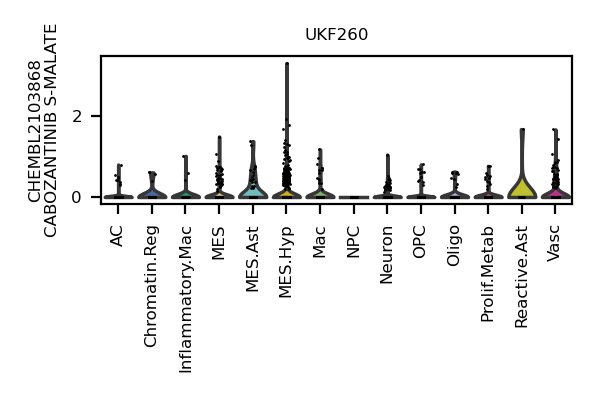 UKF260
CHEMBL2103868
CABOZANTINIB S-MALATE
2
0
AC
Chromatin.Reg
Inflammatory.Mac
MES
MES.Ast
MES.Hyp
Mac
NPC
Neuron
OPC
Oligo
Prolif.Metab
Reactive.Ast
Vasc